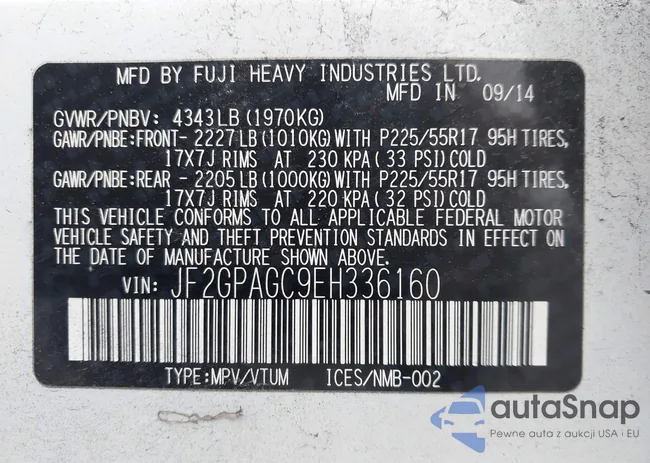 MFD BY FUJI HEAVY INDUSTRIES LTD.
MFD IN 09/14
GVWR/PNBV: 4343LB (1970KG)
GAWR/PNBE:FRONT- 2227LB(1010KG)WITH P225/55R17 95H TIRES,
17X7J RIMS AT 230 KPA( 33 PSI)COLD
GAWR/PNBE:REAR - 2205LB(1000KG)WITH P225/55R17 95H TIRES,
17X7J RIMS AT 220 KPA( 32 PSI)COLD
THIS VEHICLE CONFORMS TO ALL APPLICABLE FEDERAL MOTOR
VEHICLE SAFETY AND THEFT PREVENTION STANDARDS IN EFFECT ON
THE DATE OF MANUFACTURE SHOWN ABOVE.
VIN: JF2GPAGC9EH336160
TYPE:MPV/VTUM ICES/NMB-002
autaSnap
Pewne auta z aukcji USA i EU